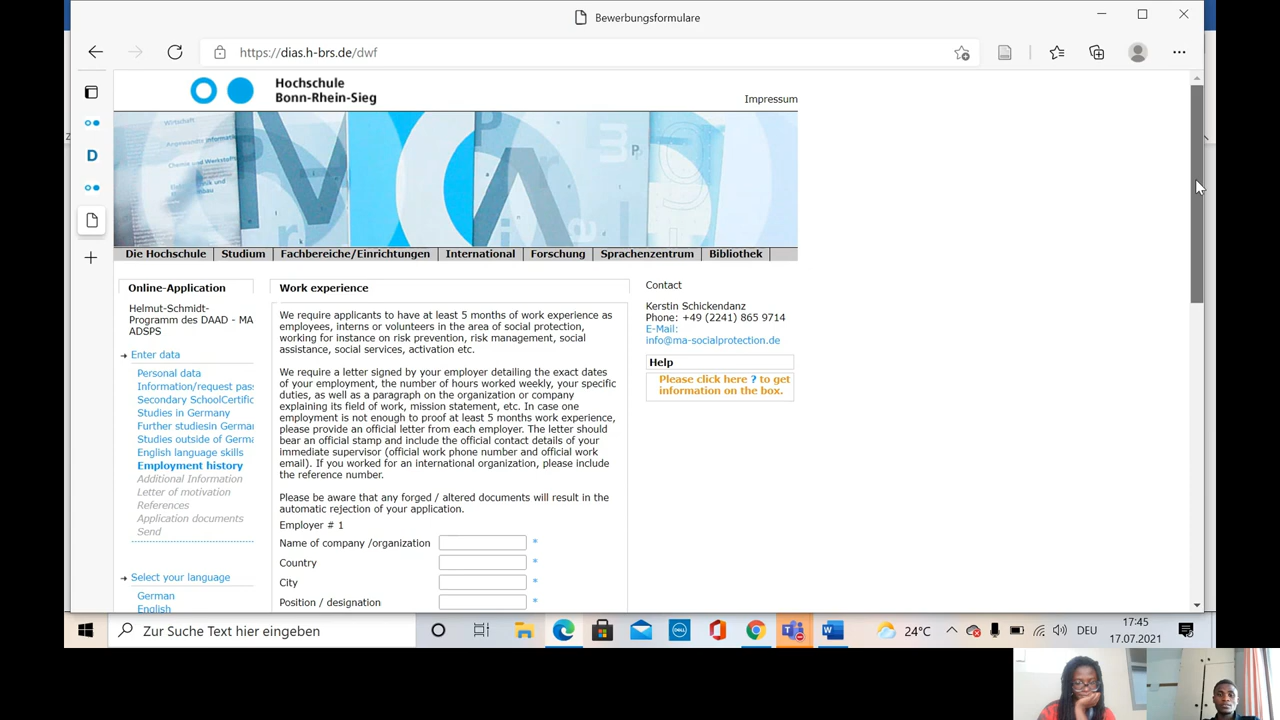 Bewerbungsformulare
https://dias.h-brs.de/dwf
Hochschule
Bonn-Rhein-Sieg
Impressum
Die Hochschule
Studium
Fachbereiche/Einrichtungen
International
Forschung
Sprachenzentrum
Bibliothek
Online-Application
Helmut-Schmidt-
Programm des DAAD - MA
ADSPS
Enter data
Personal data
Information/request pas
Secondary SchoolCertific
Studies in Germany
Further studiesin Germa
Studies outside of Germa
English language skills
Employment history
Additional Information
Letter of motivation
References
Application documents
Send
Select your language
German
English
Work experience
We require applicants to have at least 5 months of work experience as
employees, interns or volunteers in the area of social protection,
working for instance on risk prevention, risk management, social
assistance, social services, activation etc.
We require a letter signed by your employer detailing the exact dates
of your employment, the number of hours worked weekly, your specific
duties, as well as a paragraph on the organization or company
explaining its field of work, mission statement, etc. In case one
employment is not enough to proof at least 5 months work experience,
please provide an official letter from each employer. The letter should
bear an official stamp and include the official contact details of your
immediate supervisor (official work phone number and official work
email). If you worked for an international organization, please include
the reference number.
Please be aware that any forged / altered documents will result in the
automatic rejection of your application.
Employer # 1
Name of company /organization *
Country *
City *
Position / designation *
Contact
Kerstin Schickendanz
Phone: +49 (2241) 865 9714
E-Mail:
info@ma-socialprotection.de
Help
Please click here ? to get
information on the box.
Zur Suche Text hier eingeben
24°C
DEU
17:45
17.07.2021